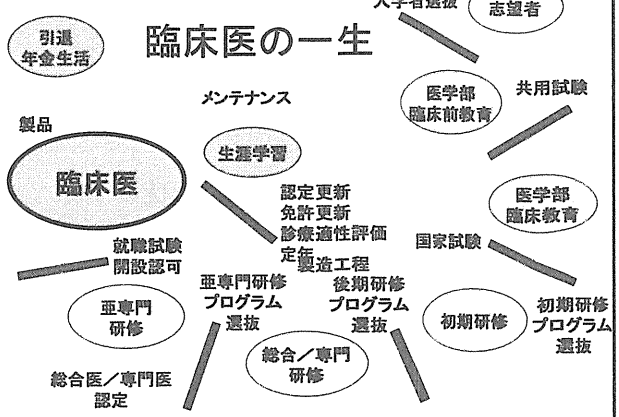 臨床医の一生
引退
年金生活
入学者選抜
志望者
メンテナンス
医学部
臨床前教育
共用試験
製品
臨床医
生涯学習
認定更新
免許更新
診療適性評価
定年
製造工程
医学部
臨床教育
国家試験
就職試験
開設認可
亜専門研修
プログラム
選抜
後期研修
プログラム
選抜
亜専門
研修
初期研修
初期研修
プログラム
選抜
総合／専門
研修
総合医／専門医
認定